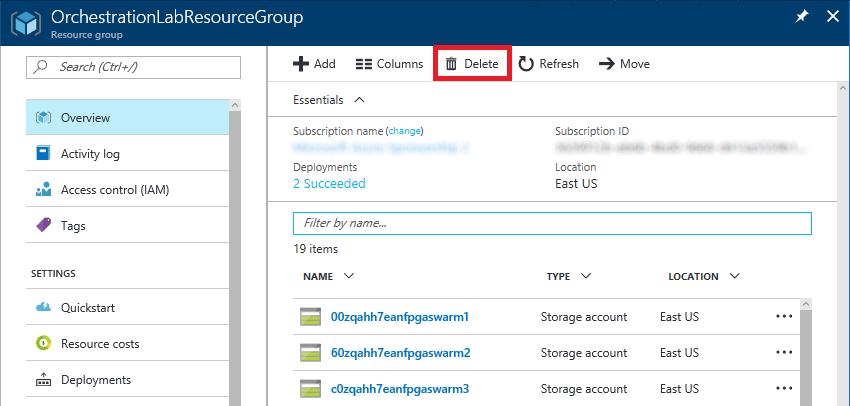 OrchestrationLabResourceGroup
Resource group
Search (Ctrl+/)
Overview
Activity log
Access control (IAM)
Tags
SETTINGS
Quickstart
Resource costs
Deployments
Add Columns Delete Refresh Move
Essentials
Subscription name (change) Subscription ID
Deployments Location
2 Succeeded East US
Filter by name...
19 items
NAME TYPE LOCATION
00zqahh7eanfpgaswarm1 Storage account East US ...
60zqahh7eanfpgaswarm2 Storage account East US ...
c0zqahh7eanfpgaswarm3 Storage account East US ...